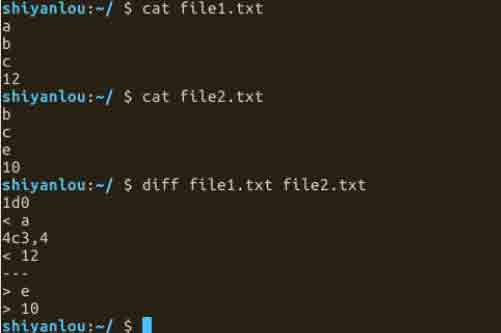 shiyanlou:~/ $ cat file1.txt
a
b
c
12
shiyanlou:~/ $ cat file2.txt
b
c
e
10
shiyanlou:~/ $ diff file1.txt file2.txt
1d0
< a
4c3,4
< 12
---
> e
> 10
shiyanlou:~/ $